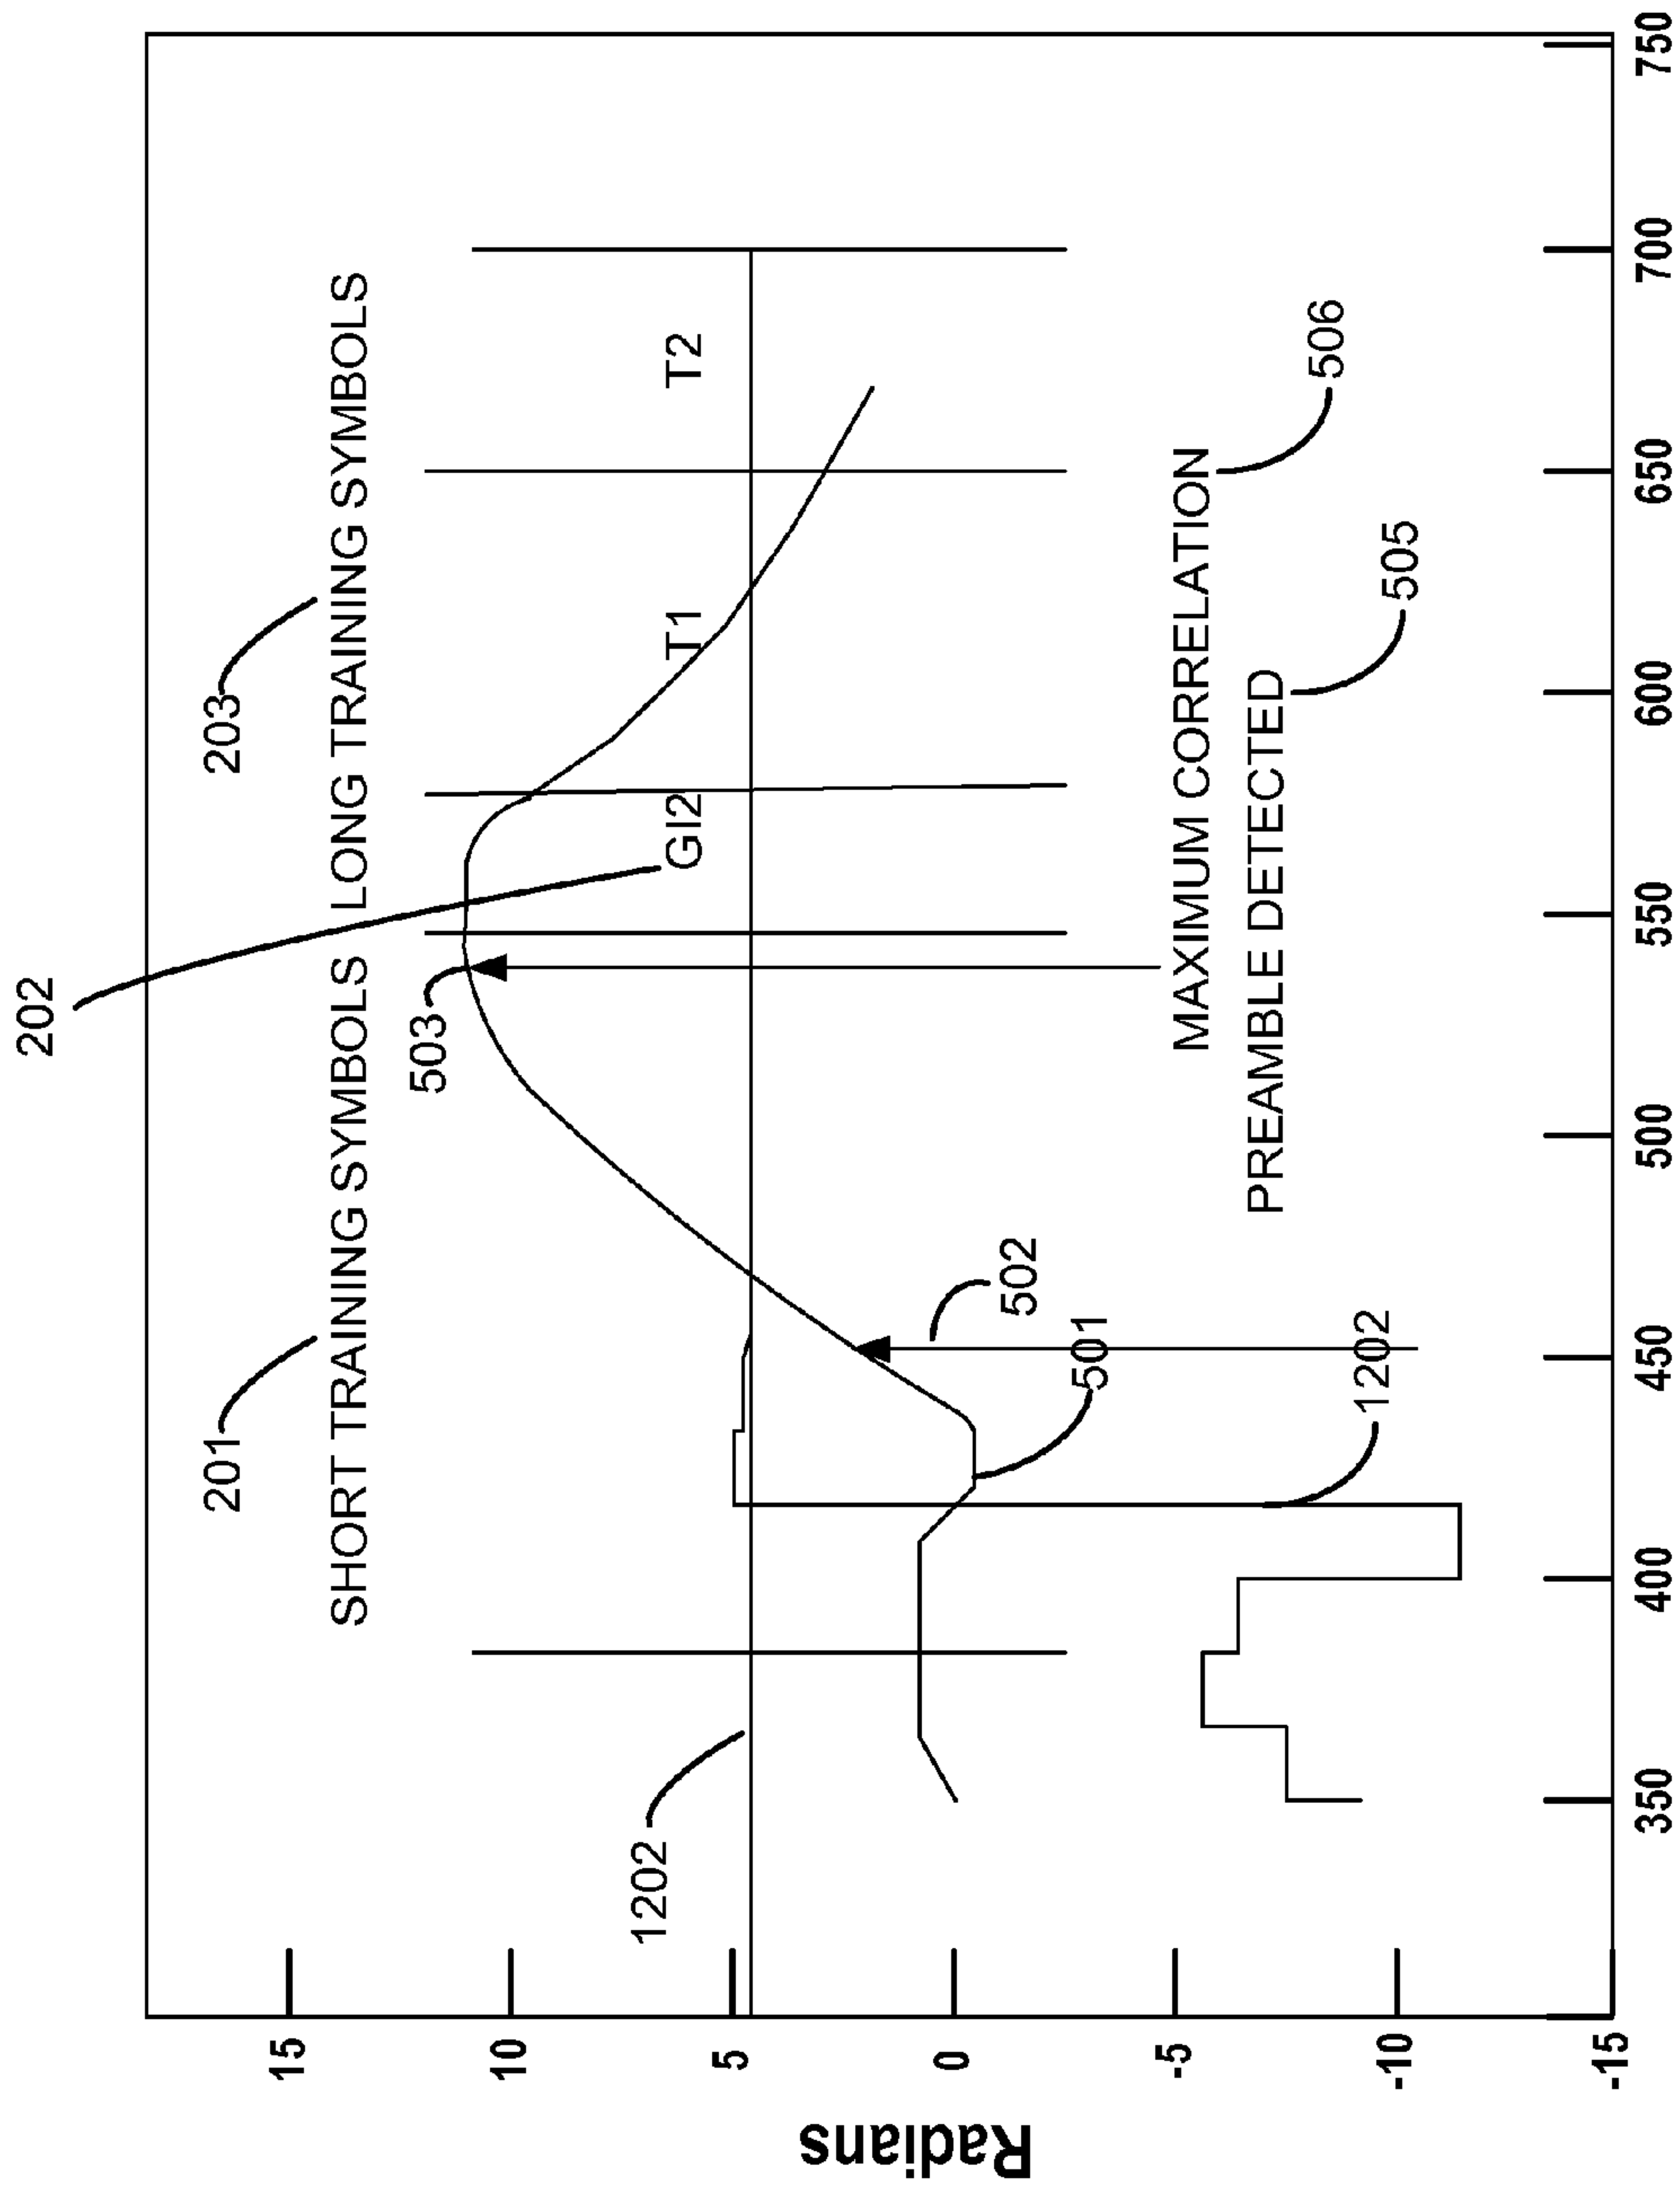 202
201
203
SHORT TRAINING SYMBOLS LONG TRAINING SYMBOLS
503
1202
GI2 T1 T2
502
501
MAXIMUM CORRELATION
506
PREAMBLE DETECTED
505
1202
15
10
5
0
-5
-10
-15
Radians
350 400 450 500 550 600 650 700 750